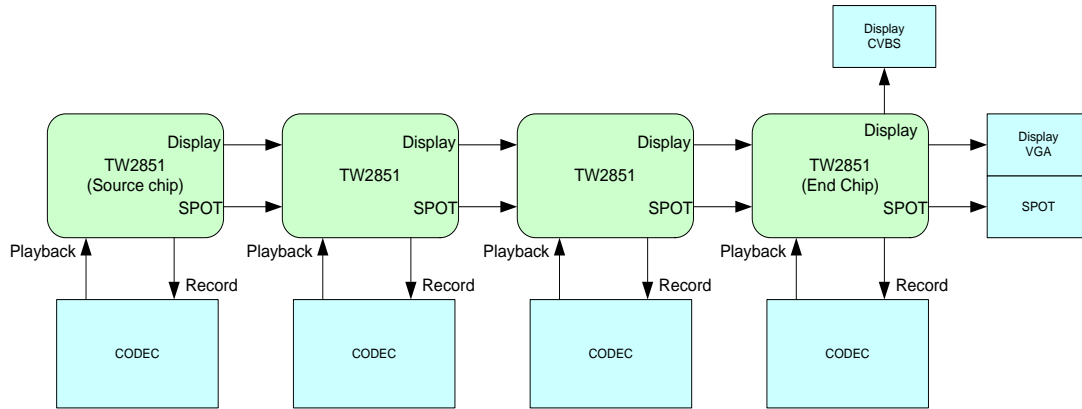 Display
CVBS
Display
TW2851
(Source chip)
SPOT
Display
TW2851
SPOT
Display
TW2851
SPOT
Display
TW2851
(End Chip)
SPOT
Display
VGA
SPOT
Playback
Record
Playback
Record
Playback
Record
Playback
Record
CODEC
CODEC
CODEC
CODEC